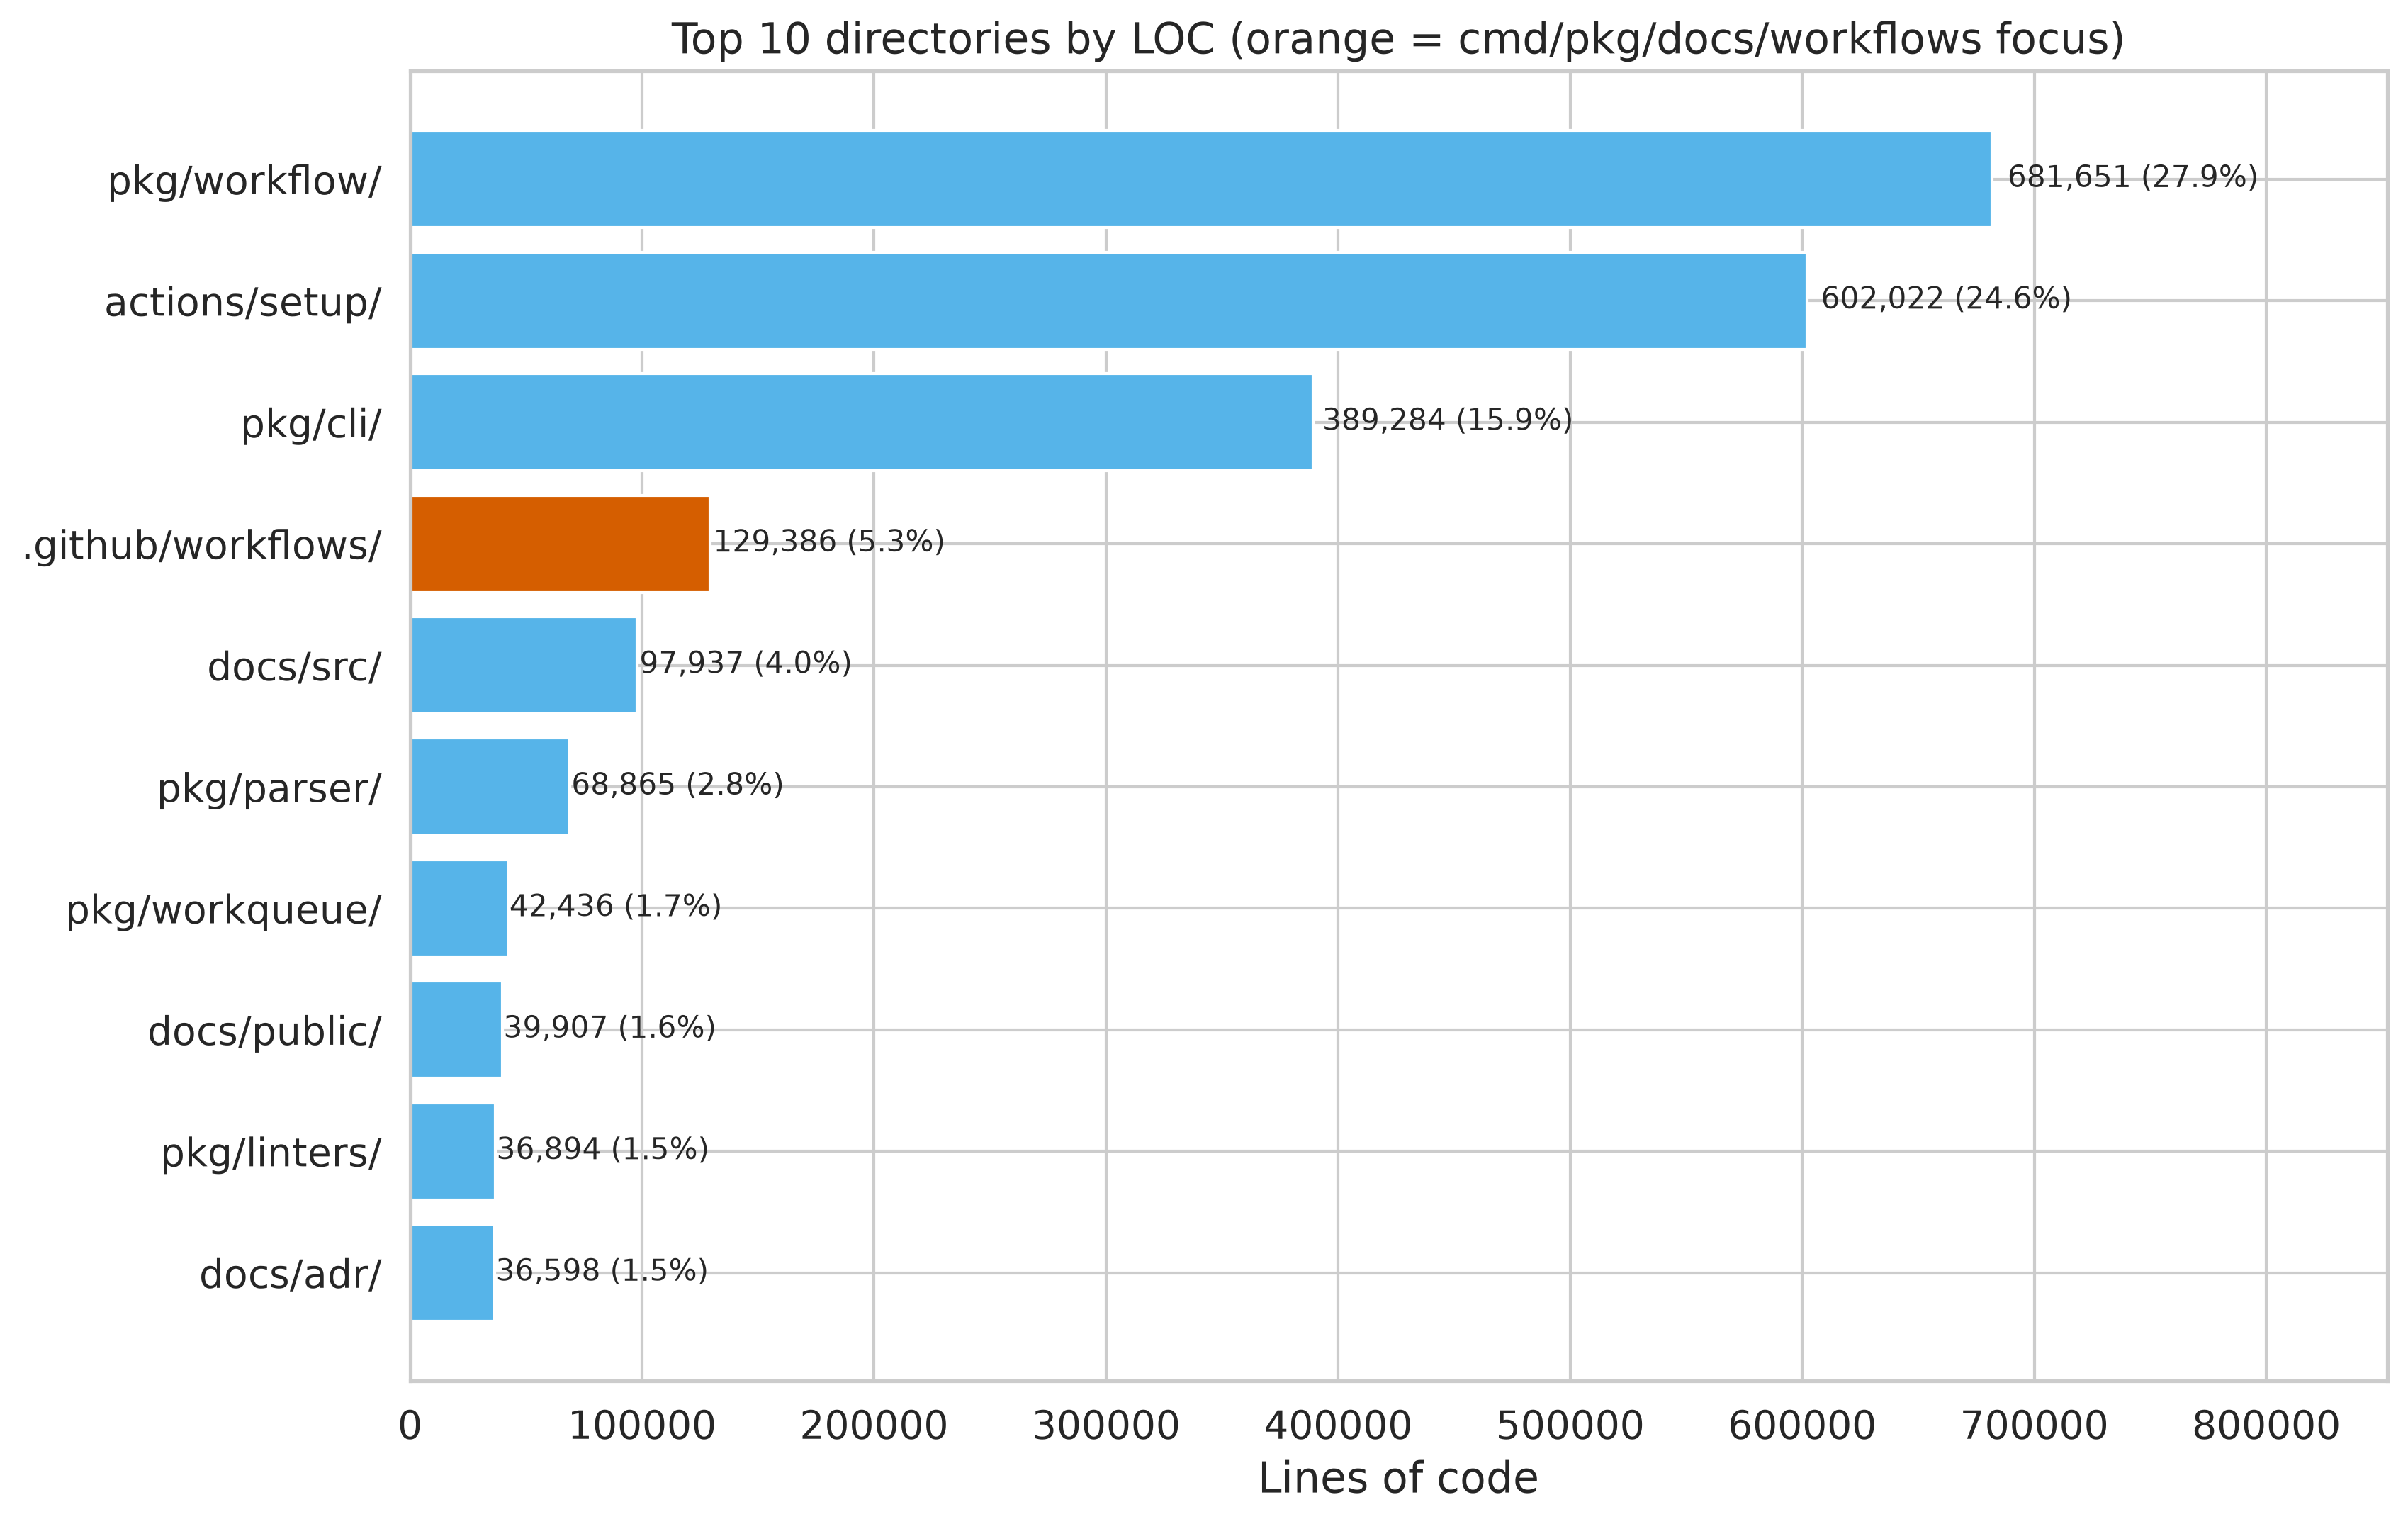 Top 10 directories by LOC (orange = cmd/pkg/docs/workflows focus)
pkg/workflow/ 681,651 (27.9%)
actions/setup/ 602,022 (24.6%)
pkg/cli/ 389,284 (15.9%)
.github/workflows/ 129,386 (5.3%)
docs/src/ 97,937 (4.0%)
pkg/parser/ 68,865 (2.8%)
pkg/workqueue/ 42,436 (1.7%)
docs/public/ 39,907 (1.6%)
pkg/linters/ 36,894 (1.5%)
docs/adr/ 36,598 (1.5%)
0 100000 200000 300000 400000 500000 600000 700000 800000
Lines of code